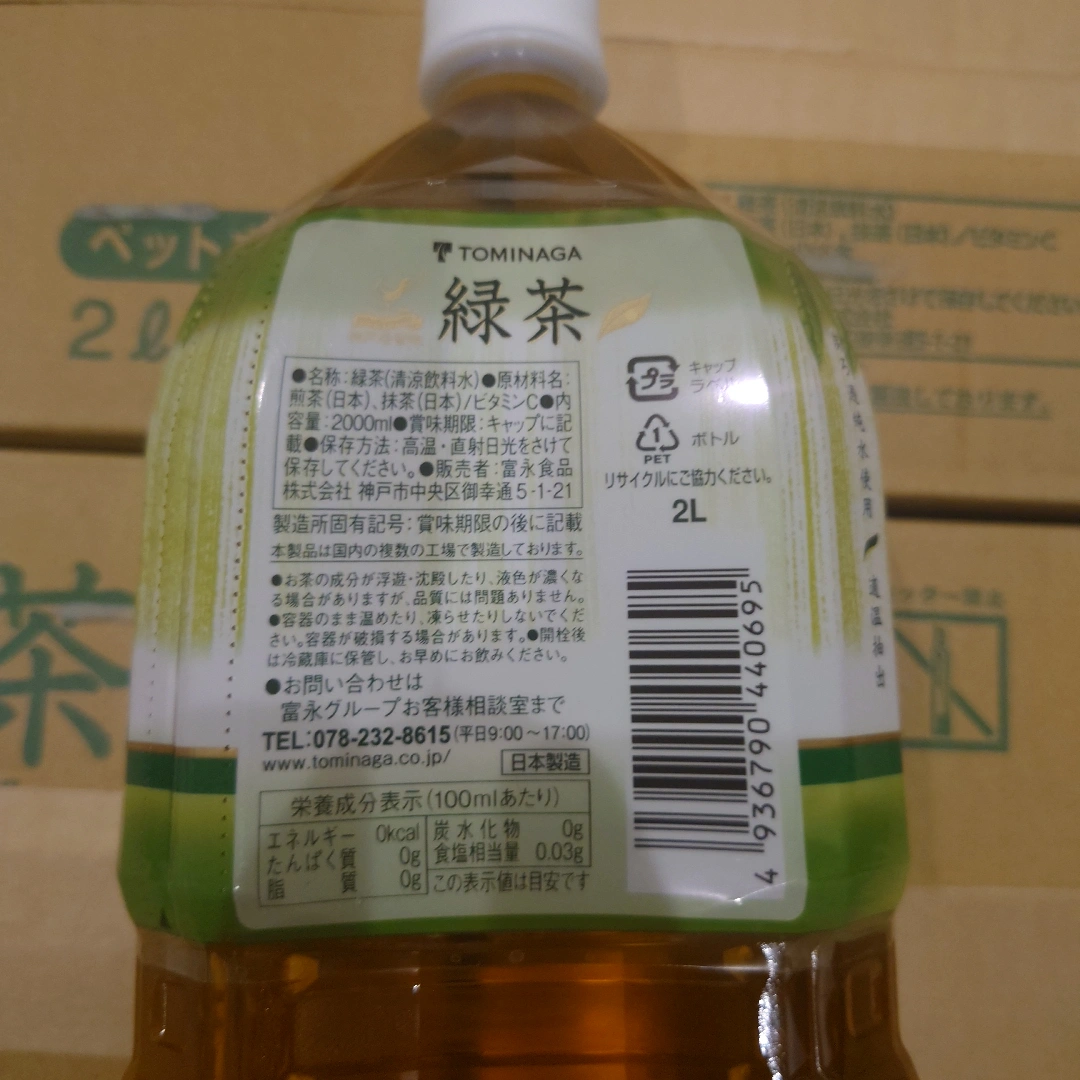 TOMINAGA
緑茶
●名称:緑茶(清涼飲料水)●原材料名:
煎茶(日本)、抹茶(日本)/ビタミンC●内
容量:2000ml●賞味期限:キャップに記
載●保存方法:高温・直射日光をさけて
保存してください。●販売者:富永食品
株式会社 神戸市中央区御幸通5-1-21
製造所固有記号:賞味期限の後に記載
本製品は国内の複数の工場で製造しております。
●お茶の成分が浮遊・沈殿したり、液色が濃くな
る場合がありますが、品質には問題ありません。
●容器のまま温めたり、凍らせたりしないでくだ
さい。容器が破損する場合があります。●開栓後
は冷蔵庫に保管し、お早めにお飲みください。
●お問い合わせは
富永グループお客様相談室まで
TEL:078-232-8615(平日9:00～17:00)
www.tominaga.co.jp/
日本製造
栄養成分表示(100mlあたり)
エネルギー 0kcal
たんぱく質 0g
脂質 0g
炭水化物 0g
食塩相当量 0.03g
この表示値は目安です
プラ
キャップ
ラベル
1
PET
ボトル
リサイクルにご協力ください。
2L
4 936790 440695
純水使用
適温抽出
ペット
2ℓ
茶